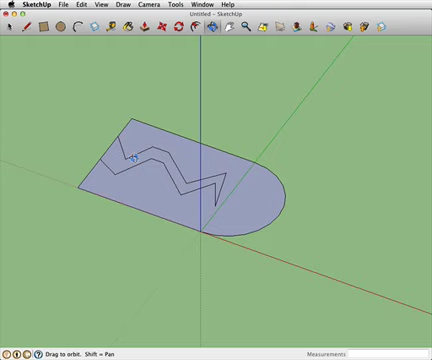 SketchUp File Edit View Draw Camera Tools Window Help
Untitled - SketchUp
Drag to orbit. Shift = Pan
Measurements